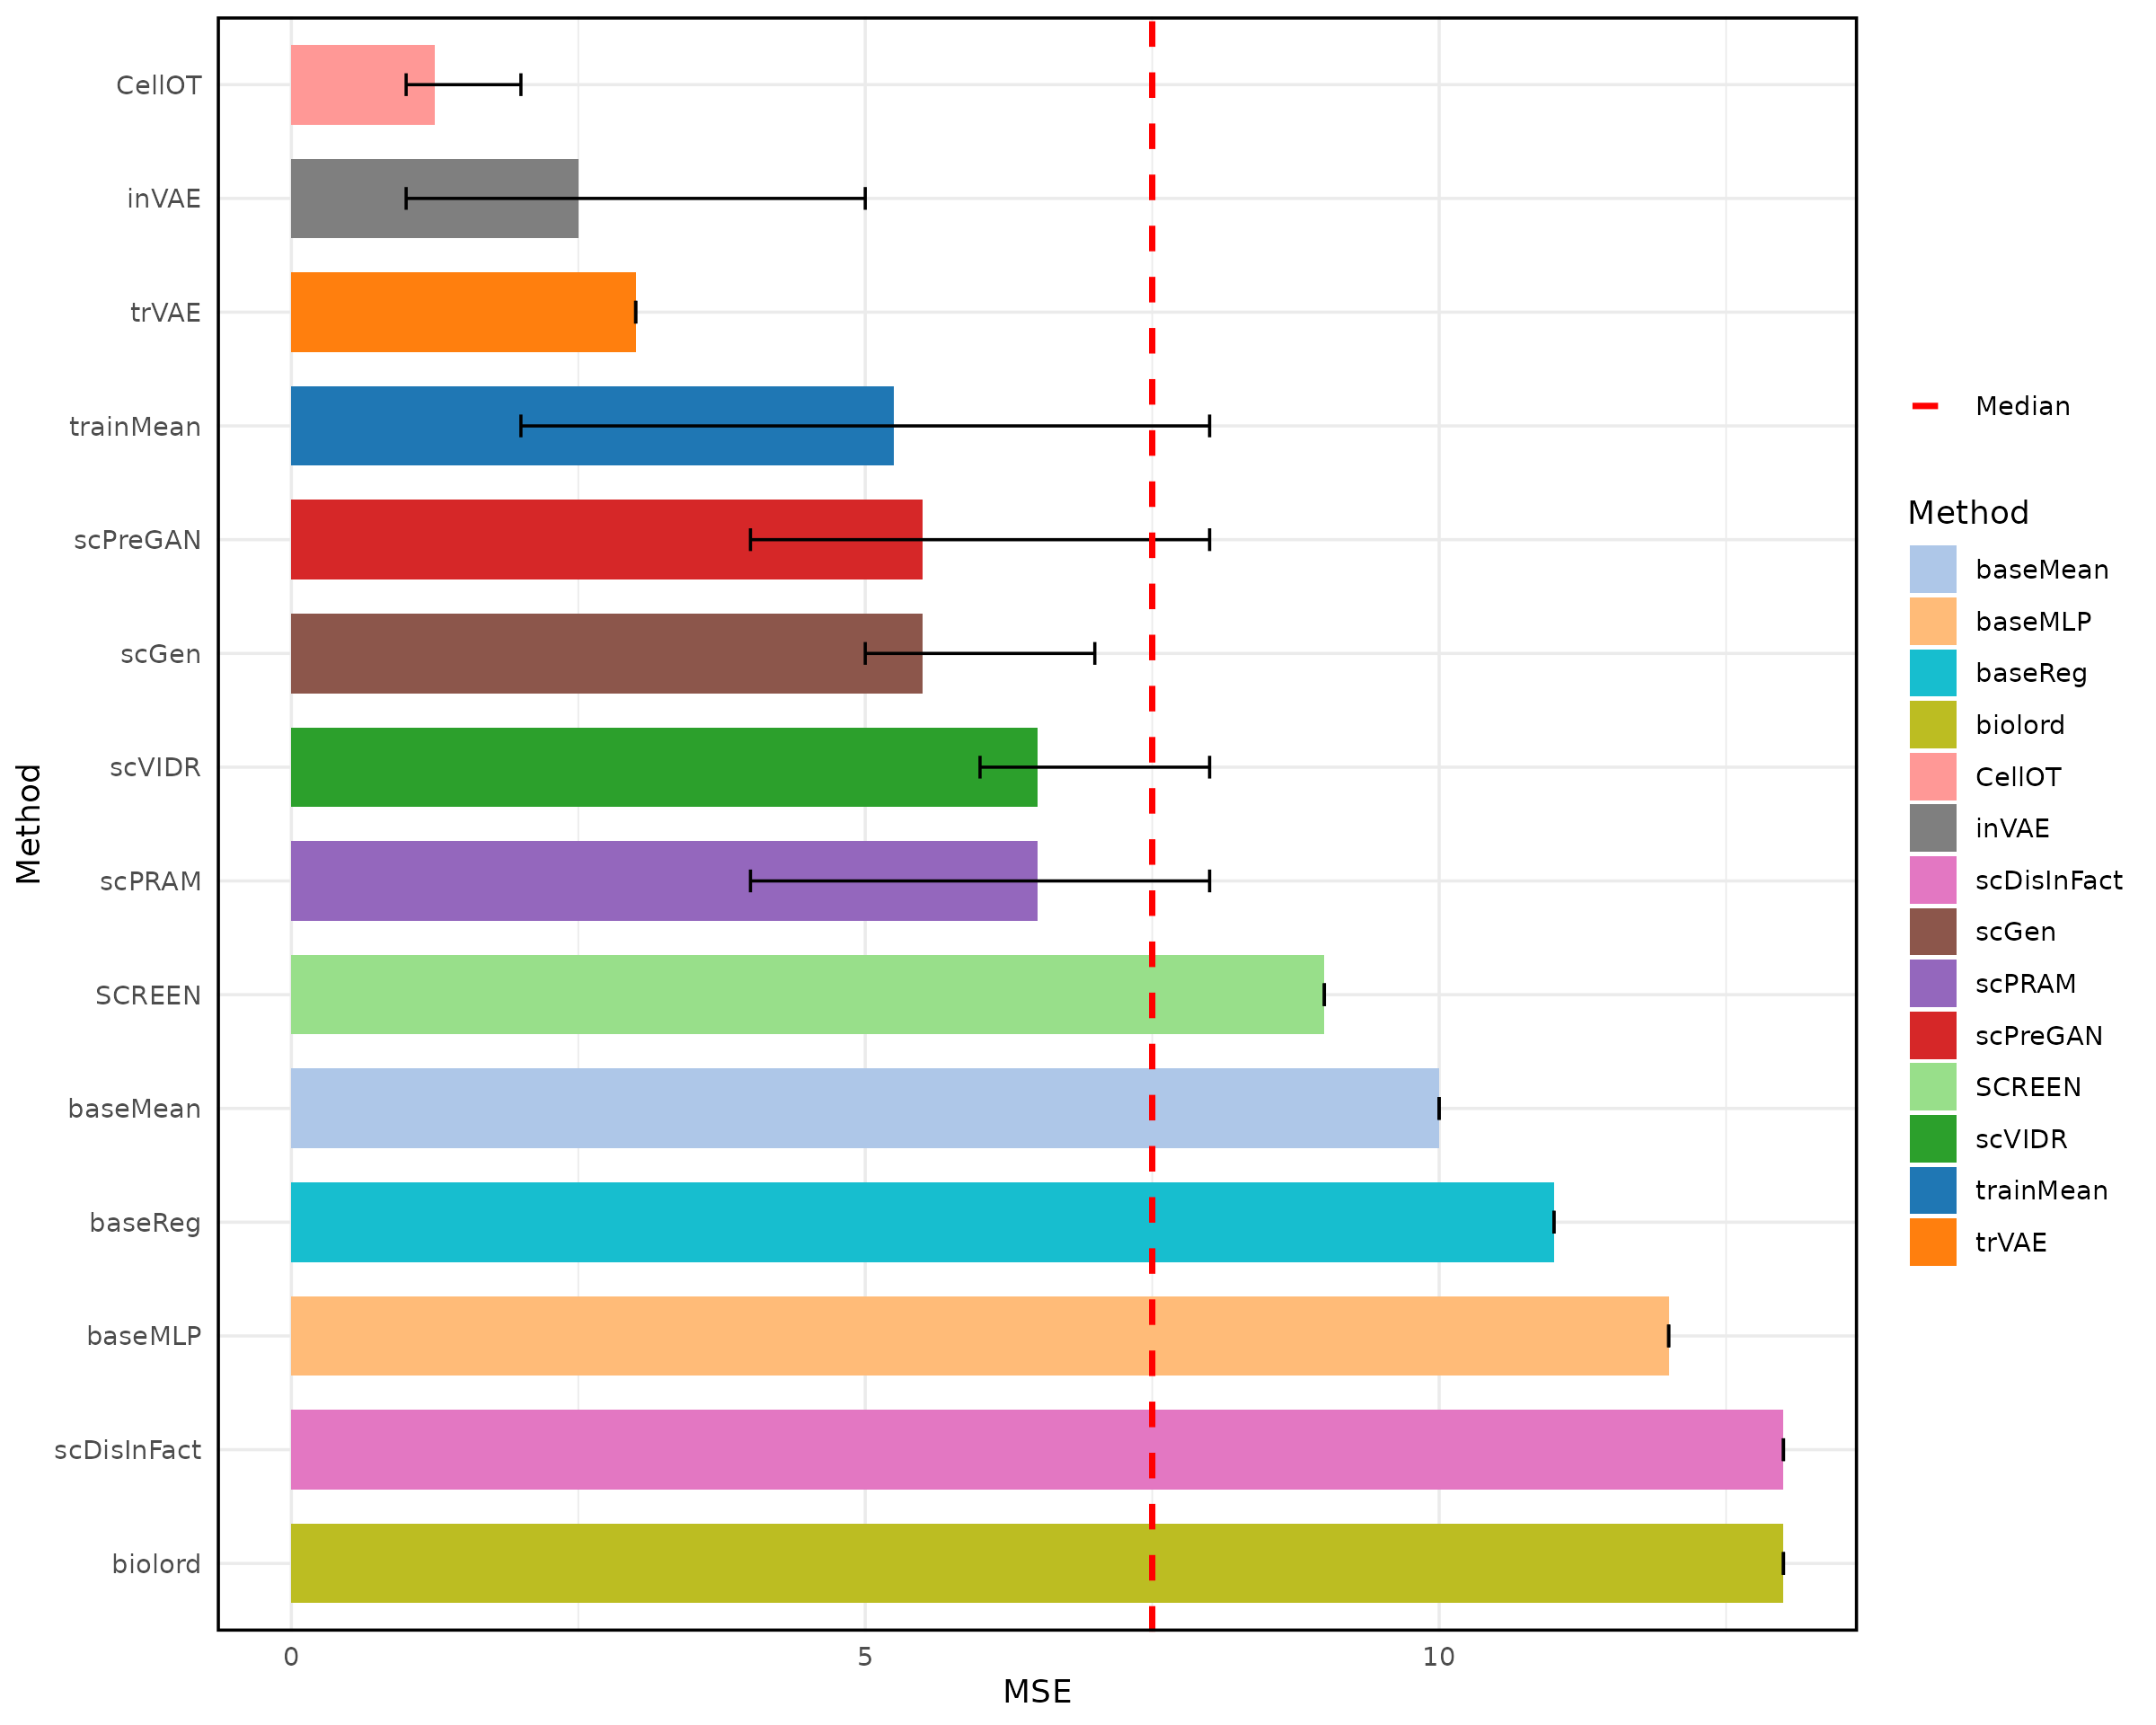 CellOT
inVAE
trVAE
trainMean
scPreGAN
scGen
scVIDR
scPRAM
SCREEN
baseMean
baseReg
baseMLP
scDisInFact
biolord
Method
0 5 10
MSE
Median
Method
baseMean
baseMLP
baseReg
biolord
CellOT
inVAE
scDisInFact
scGen
scPRAM
scPreGAN
SCREEN
scVIDR
trainMean
trVAE